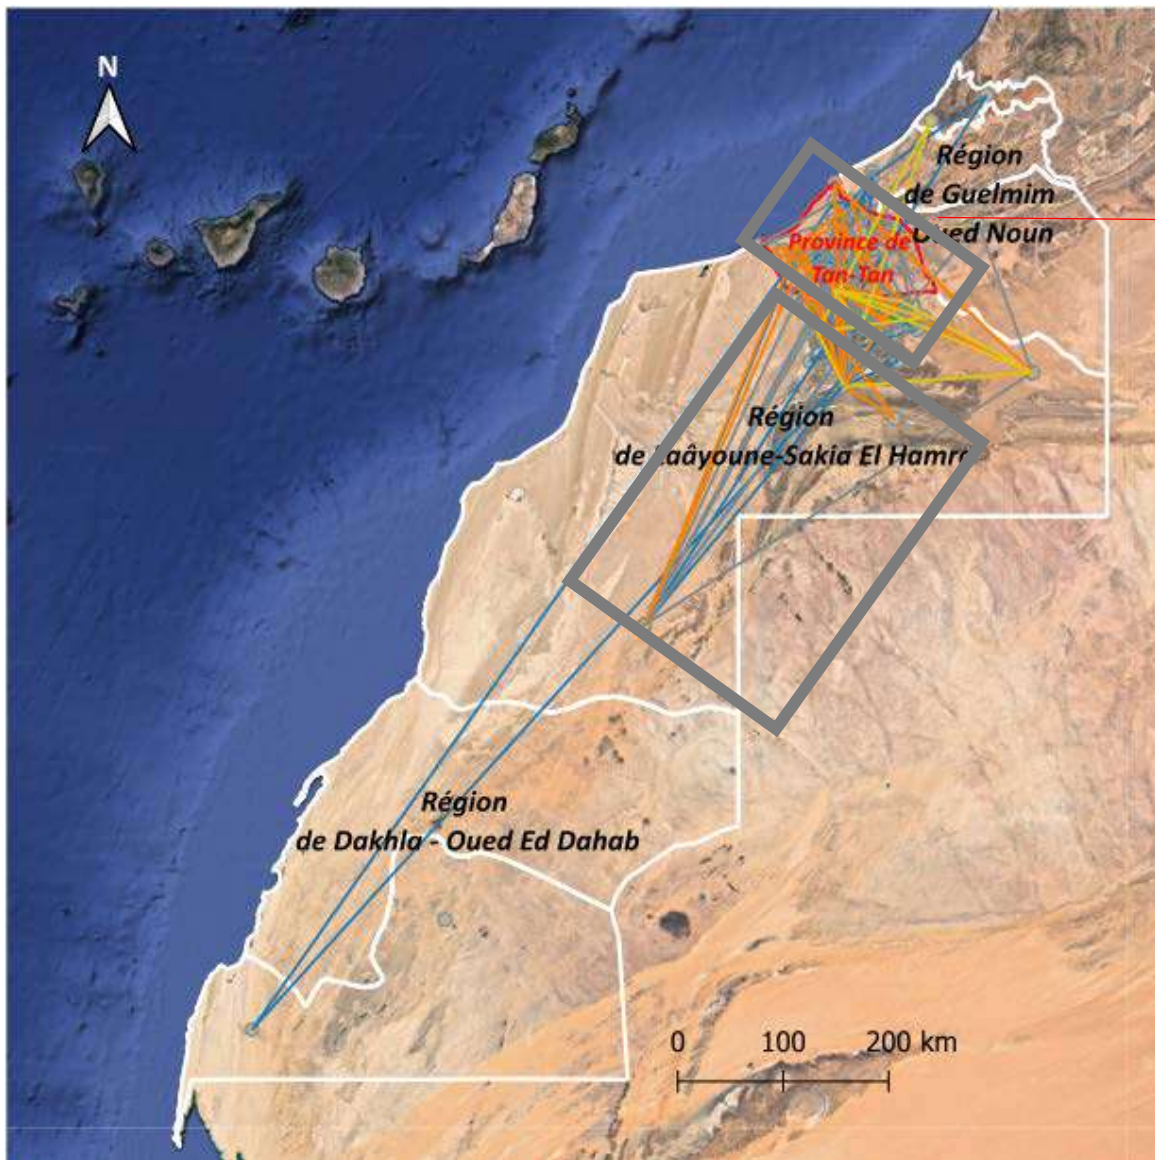 N
Région
de Guelmim
Oued Noun
Province de
Tan-Tan
Région
de Laâyoune-Sakia El Hamra
Région
de Dakhla - Oued Ed Dahab
0 100 200 km